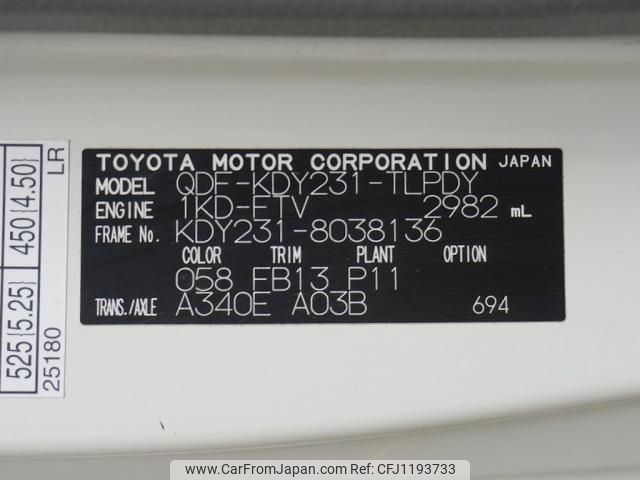 TOYOTA MOTOR CORPORATION JAPAN
MODEL QDF-KDY231-TLPDY
ENGINE 1KD-FTV 2982 mL
FRAME No. KDY231-8038136
COLOR TRIM PLANT OPTION
058 FB13 P11
TRANS./AXLE A340E A03B 694
525 {5.25} 450 {4.50}
25180 LR
www.CarFromJapan.com - CFJ1193733